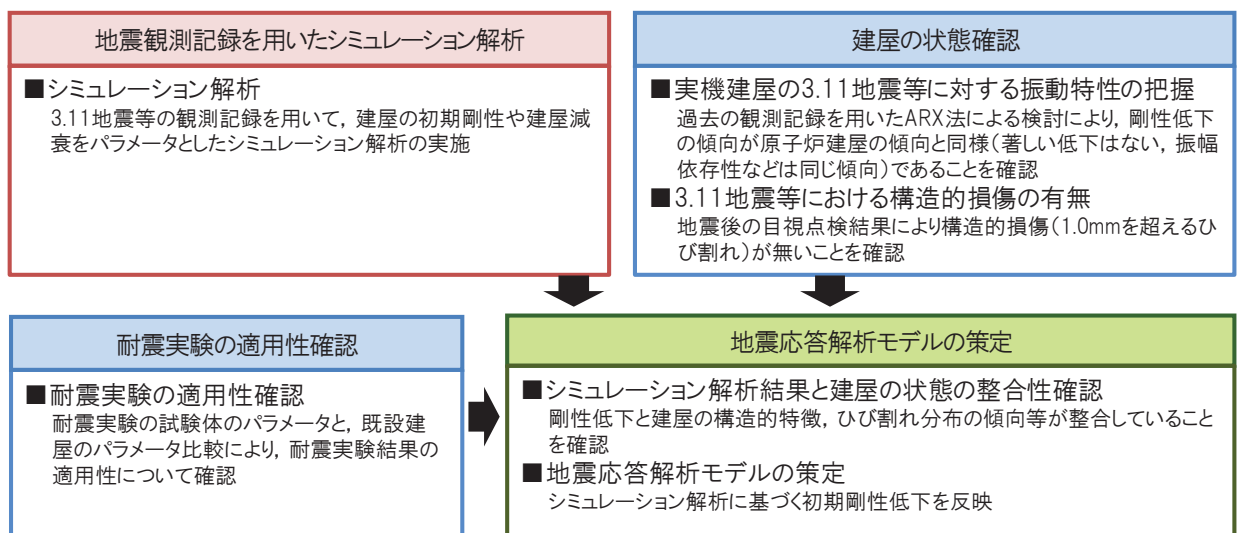 地震観測記録を用いたシミュレーション解析
■シミュレーション解析
3.11地震等の観測記録を用いて，建屋の初期剛性や建屋減
衰をパラメータとしたシミュレーション解析の実施
建屋の状態確認
■実機建屋の3.11地震等に対する振動特性の把握
過去の観測記録を用いたARX法による検討により，剛性低下
の傾向が原子炉建屋の傾向と同様（著しい低下はない，振幅
依存性などは同じ傾向）であることを確認
■3.11地震等における構造的損傷の有無
地震後の目視点検結果により構造的損傷（1.0mmを超えるひ
び割れ）が無いことを確認
耐震実験の適用性確認
■耐震実験の適用性確認
耐震実験の試験体のパラメータと，既設建
屋のパラメータ比較により，耐震実験結果の
適用性について確認
地震応答解析モデルの策定
■シミュレーション解析結果と建屋の状態の整合性確認
剛性低下と建屋の構造的特徴，ひび割れ分布の傾向等が整合していること
を確認
■地震応答解析モデルの策定
シミュレーション解析に基づく初期剛性低下を反映